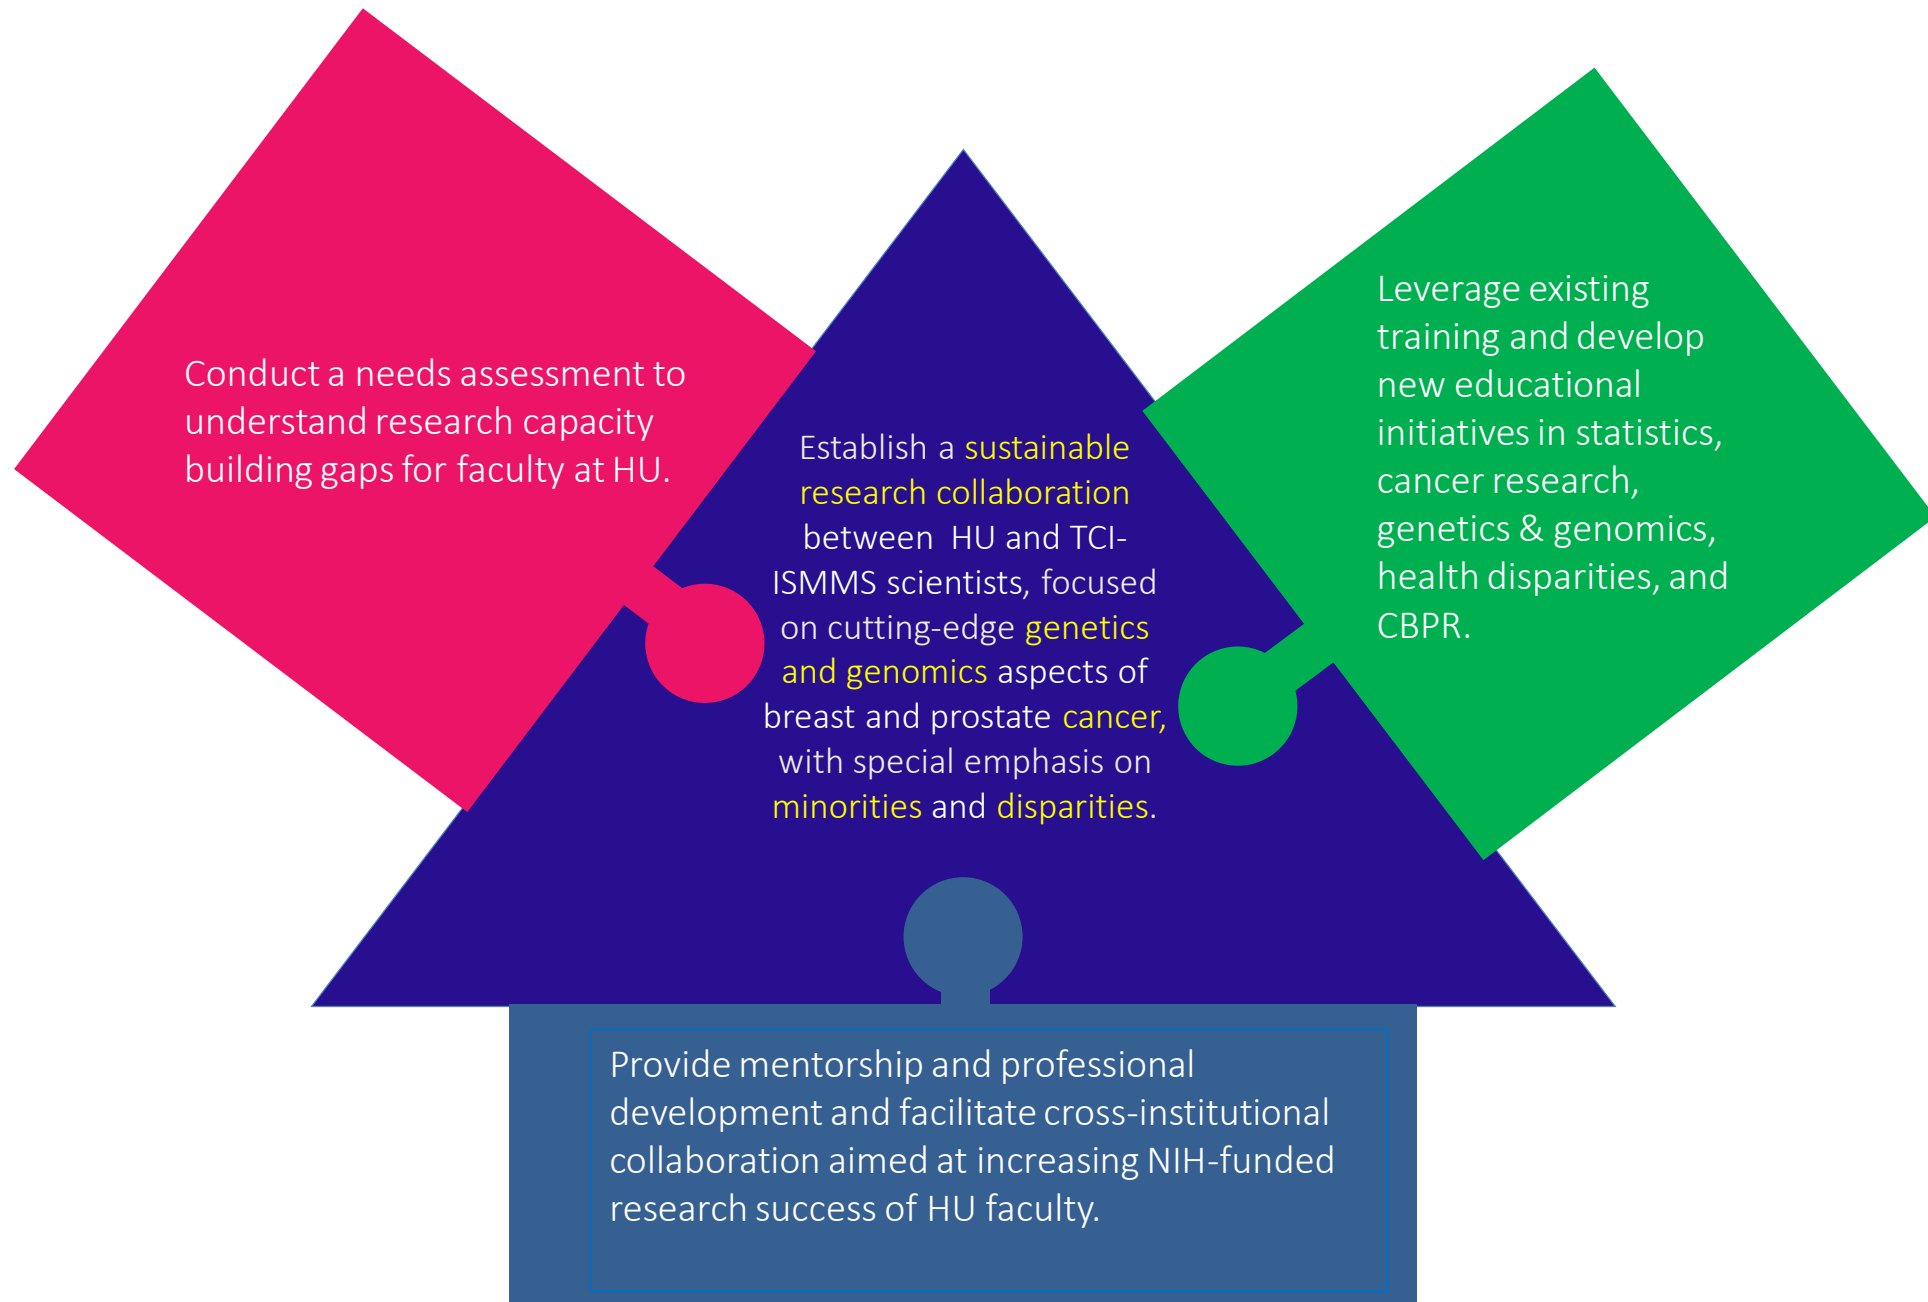 Conduct a needs assessment to
understand research capacity
building gaps for faculty at HU.
Establish a sustainable
research collaboration
between HU and TCI-
ISMMS scientists, focused
on cutting-edge genetics
and genomics aspects of
breast and prostate cancer,
with special emphasis on
minorities and disparities.
Leverage existing
training and develop
new educational
initiatives in statistics,
cancer research,
genetics & genomics,
health disparities, and
CBPR.
Provide mentorship and professional
development and facilitate cross-institutional
collaboration aimed at increasing NIH-funded
research success of HU faculty.